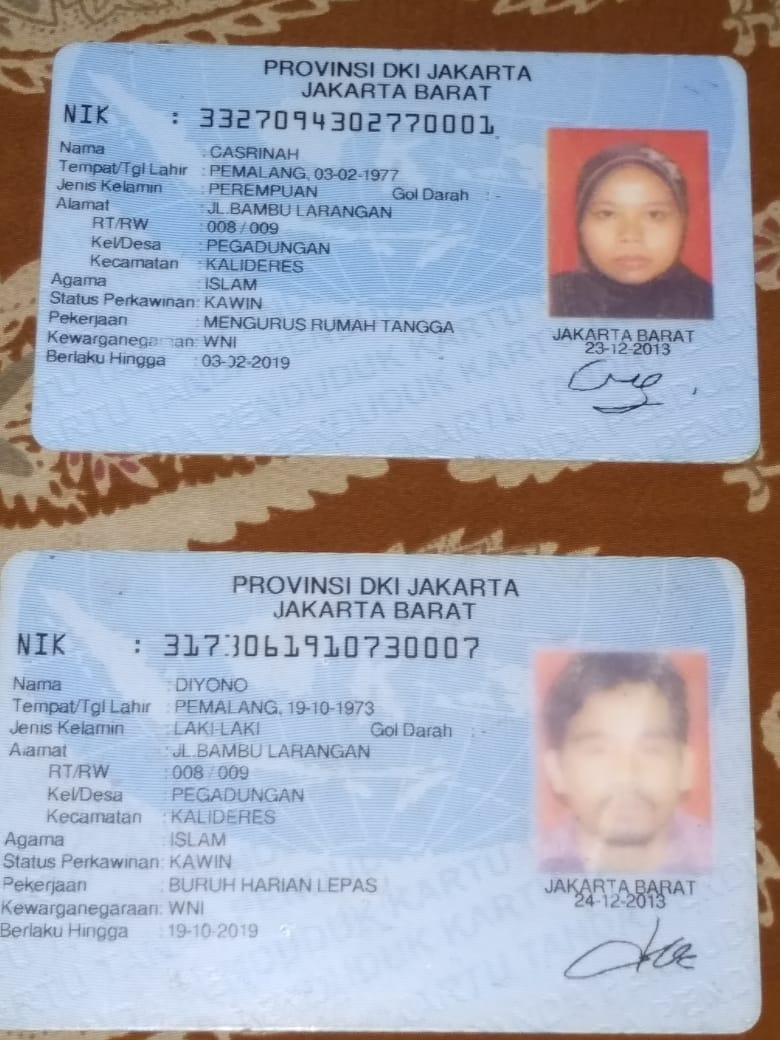 PROVINSI DKI JAKARTA
JAKARTA BARAT
NIK : 3327094302770001
Nama : CASRINAH
Tempat/Tgl Lahir : PEMALANG, 03-02-1977
Jenis Kelamin : PEREMPUAN Gol Darah : -
Alamat : JL.BAMBU LARANGAN
RT/RW : 008 / 009
Kel/Desa : PEGADUNGAN
Kecamatan : KALIDERES
Agama : ISLAM
Status Perkawinan: KAWIN
Pekerjaan : MENGURUS RUMAH TANGGA
Kewarganegaraan: WNI
Berlaku Hingga : 03-02-2019
JAKARTA BARAT
23-12-2013
PROVINSI DKI JAKARTA
JAKARTA BARAT
NIK : 3173061910730007
Nama : DIYONO
Tempat/Tgl Lahir : PEMALANG, 19-10-1973
Jenis Kelamin : LAKI-LAKI Gol Darah : -
Alamat : JL.BAMBU LARANGAN
RT/RW : 008 / 009
Kel/Desa : PEGADUNGAN
Kecamatan : KALIDERES
Agama : ISLAM
Status Perkawinan: KAWIN
Pekerjaan : BURUH HARIAN LEPAS
Kewarganegaraan: WNI
Berlaku Hingga : 19-10-2019
JAKARTA BARAT
24-12-2013